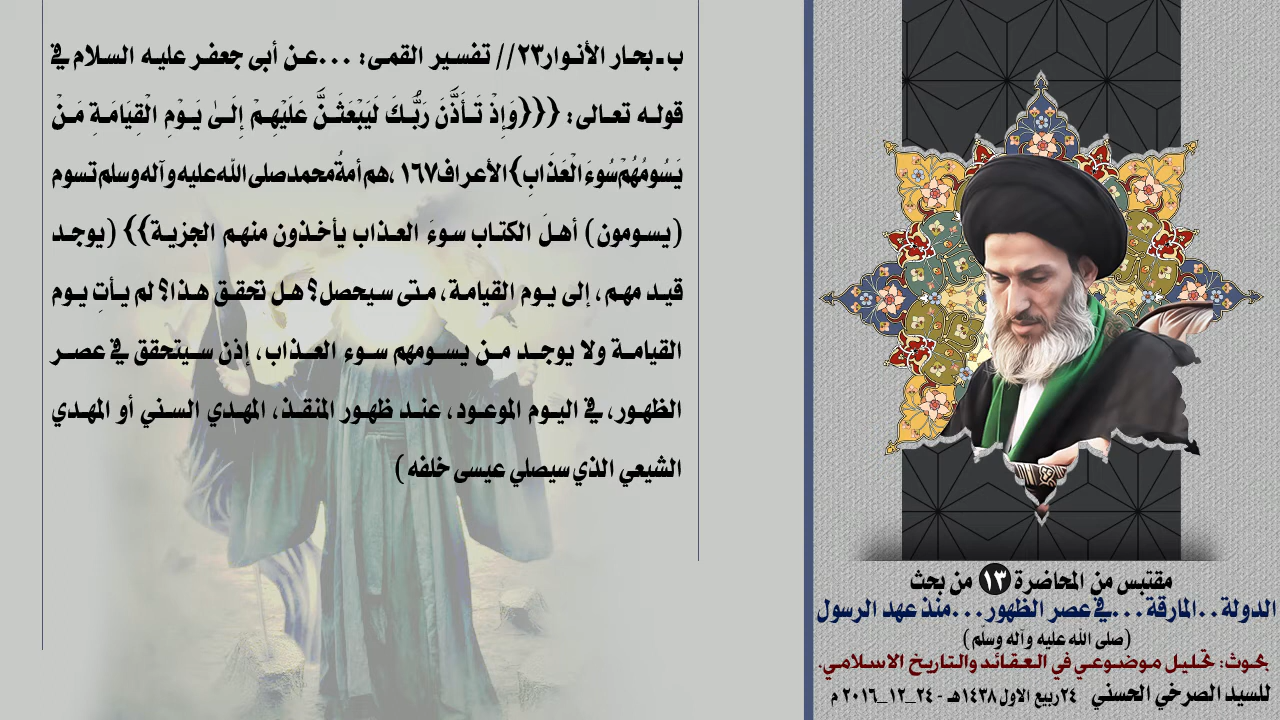 ب ـ بحار الأنوار٢٣// تفسير القمى: ...عن أبى جعفر عليه السلام في
قوله تعالى: {{{وَإِذْ تَأَذَّنَ رَبُّكَ لَيَبْعَثَنَّ عَلَيْهِمْ إِلَىٰ يَوْمِ الْقِيَامَةِ مَنْ
يَسُومُهُمْ سُوءَ الْعَذَابِ}الأعراف١٦٧ ،هم أمةُ محمد صلى الله عليه وآله وسلم تسوم
(يسومون) أهلَ الكتاب سوءَ العذاب يأخذون منهم الجزية}} (يوجد
قيد مهم ، إلى يوم القيامة، متى سيحصل؟ هل تحقق هذا؟ لم يأتِ يوم
القيامة ولا يوجد من يسومهم سوء العذاب، إذن سيتحقق في عصر
الظهور، في اليوم الموعود، عند ظهور المنقذ، المهدي السني أو المهدي
الشيعي الذي سيصلي عيسى خلفه )
مقتبس من المحاضرة ١٣ من بحث
الدولة..المارقة...في عصر الظهور...منذ عهد الرسول
(صلى الله عليه وآله وسلم)
بحوث: تحليل موضوعي في العقائد والتاريخ الاسلامي.
للسيد الصرخي الحسني ٢٤ربيع الاول ١٤٣٨هـ - ٢٤_١٢_٢٠١٦ م